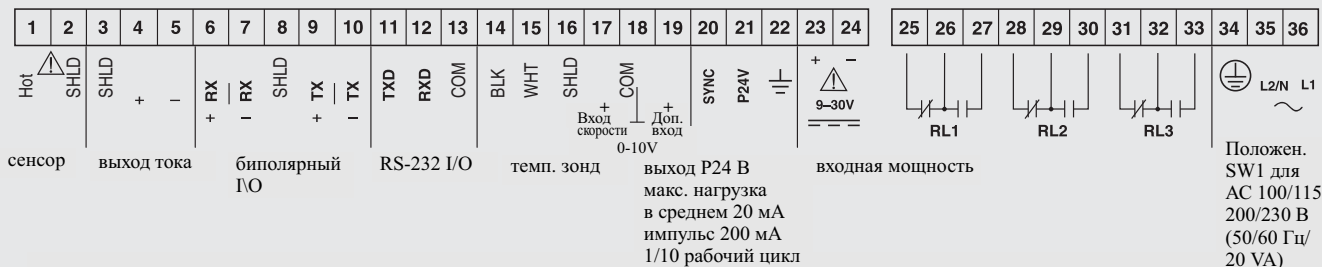 1 2 3 4 5 6 7 8 9 10 11 12 13 14 15 16 17 18 19 20 21 22 23 24 25 26 27 28 29 30 31 32 33 34 35 36
Hot SHLD SHLD + − RX RX SHLD TX TX TXD RXD COM BLK WHT SHLD COM SYNC P24V + −
+ − + −
9–30V
L2/N L1
+ +
Вход Доп.
скорости вход
0-10V
RL1 RL2 RL3
сенсор выход тока биполярный RS-232 I/O темп. зонд выход P24 В входная мощность
I\O
макс. нагрузка
в среднем 20 мА
импульс 200 мА
1/10 рабочий цикл
Положен.
SW1 для
AC 100/115
200/230 В
(50/60 Гц/
20 VA)